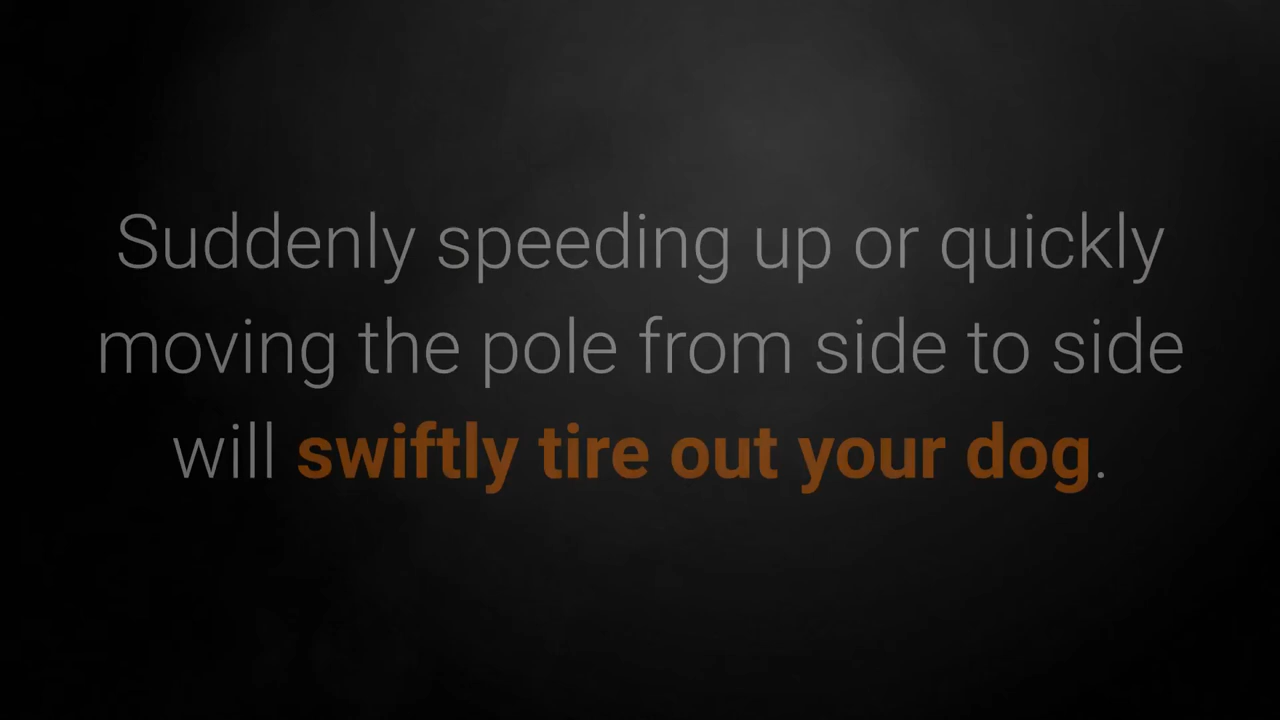 Suddenly speeding up or quickly
moving the pole from side to side
will swiftly tire out your dog.